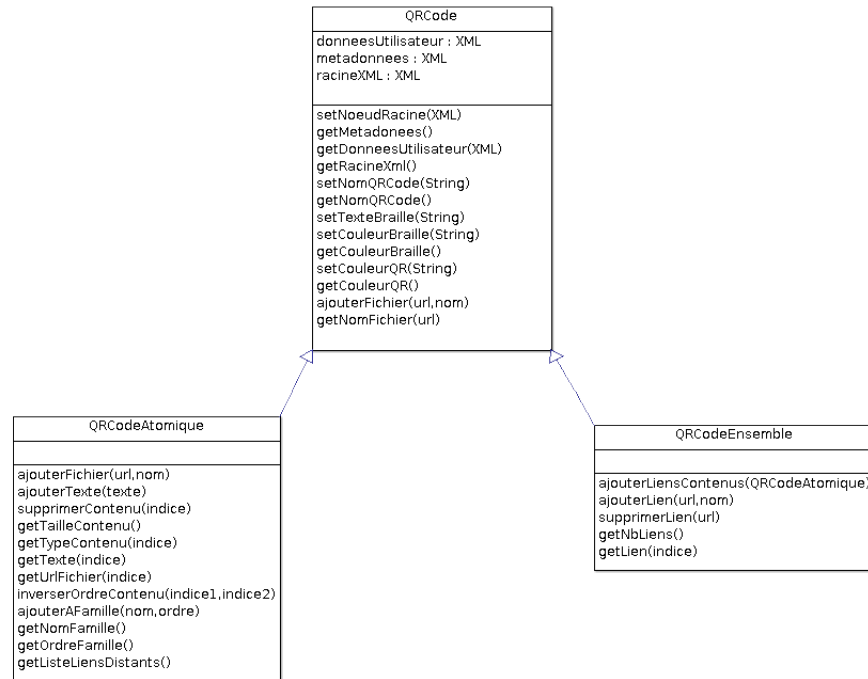 QRCode
donneesUtilisateur : XML
metadonnees : XML
racineXML : XML
setNoeudRacine(XML)
getMetadonees()
getDonneesUtilisateur(XML)
getRacineXml()
setNomQRCode(String)
getNomQRCode()
setTexteBraille(String)
setCouleurBraille(String)
getCouleurBraille()
setCouleurQR(String)
getCouleurQR()
ajouterFichier(url,nom)
getNomFichier(url)
QRCodeAtomique
ajouterFichier(url,nom)
ajouterTexte(texte)
supprimerContenu(indice)
getTailleContenu()
getTypeContenu(indice)
getTexte(indice)
getUrlFichier(indice)
inverserOrdreContenu(indice1,indice2)
ajouterAFamille(nom,ordre)
getNomFamille()
getOrdreFamille()
getListeLiensDistants()
QRCodeEnsemble
ajouterLiensContenus(QRCodeAtomique)
ajouterLien(url,nom)
supprimerLien(url)
getNbLiens()
getLien(indice)